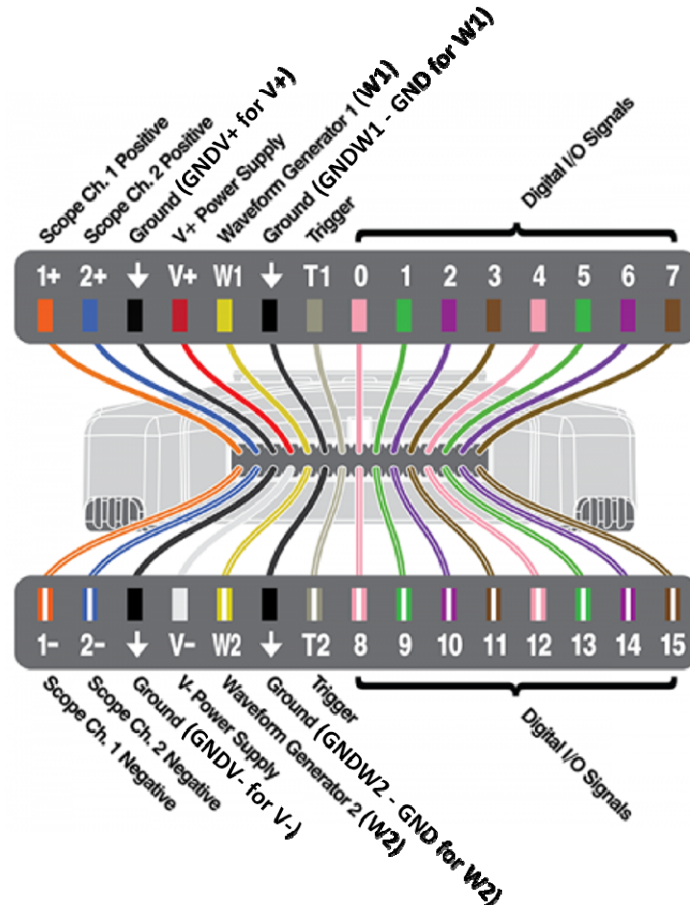 Scope Ch. 1 Positive
Scope Ch. 2 Positive
Ground (GNDV+ for V+)
V+ Power Supply
Waveform Generator 1 (W1)
Ground (GNDW1 - GND for W1)
Trigger
Digital I/O Signals
1+ 2+ ↓ V+ W1 ↓ T1 0 1 2 3 4 5 6 7
1- 2- ↓ V- W2 ↓ T2 8 9 10 11 12 13 14 15
Scope Ch. 1 Negative
Scope Ch. 2 Negative
Ground (GNDV- for V-)
V- Power Supply
Waveform Generator 2 (W2)
Ground (GNDW2 - GND for W2)
Trigger
Digital I/O Signals